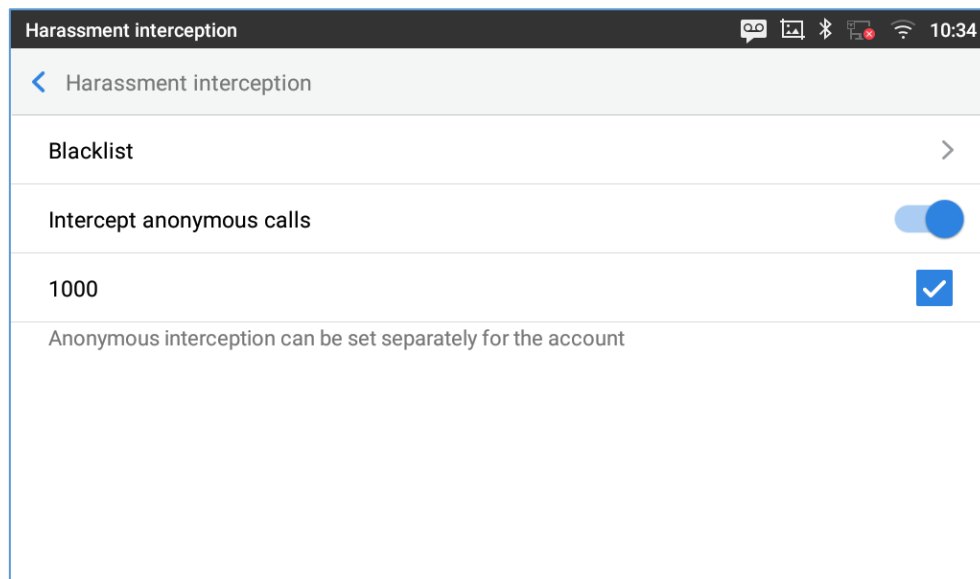 Harassment interception 10:34
Harassment interception
Blacklist
Intercept anonymous calls
1000
Anonymous interception can be set separately for the account